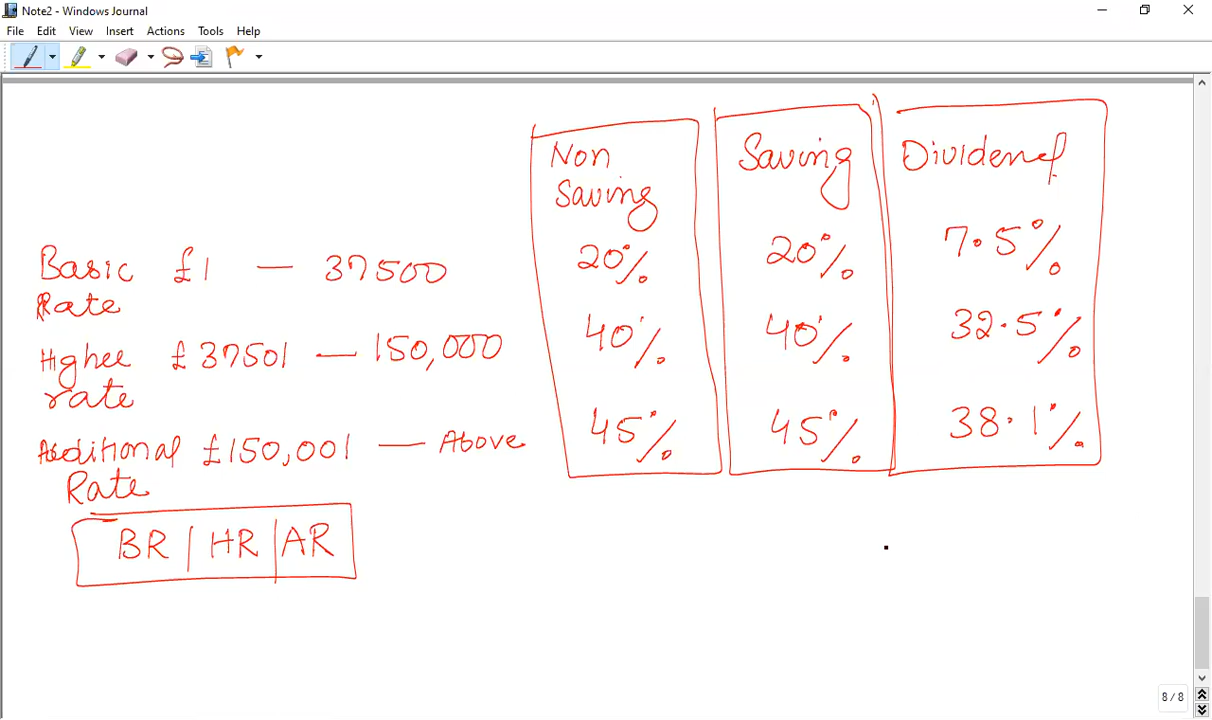 Note2 - Windows Journal
File Edit View Insert Actions Tools Help
Non Saving Dividend
Saving
Basic £1 — 37500 20% 20% 7.5%
Rate
Higher £37501 — 150,000 40% 40% 32.5%
rate
Additional £150,001 — Above 45% 45% 38.1%
Rate
BR | HR | AR
8 / 8